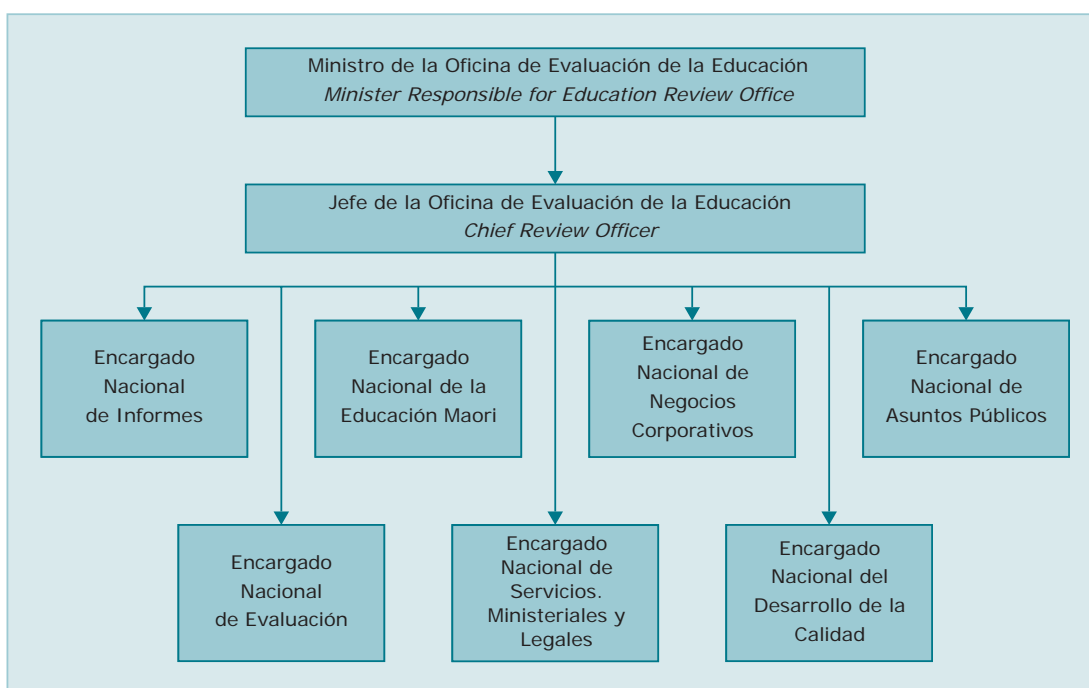 Ministro de la Oficina de Evaluación de la Educación
Minister Responsible for Education Review Office
Jefe de la Oficina de Evaluación de la Educación
Chief Review Officer
Encargado
Nacional
de Informes
Encargado
Nacional de la
Educación Maori
Encargado
Nacional de
Negocios
Corporativos
Encargado
Nacional de
Asuntos Públicos
Encargado
Nacional
de Evaluación
Encargado
Nacional de
Servicios.
Ministeriales y
Legales
Encargado
Nacional del
Desarrollo de la
Calidad